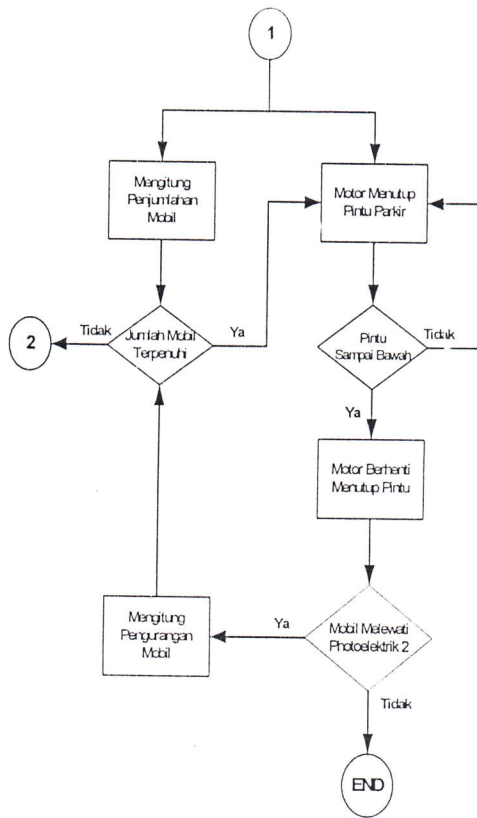 1
Mengitung
Penjumlahan
Mobil
Motor Menutup
Pintu Parkir
2
Tidak
Jumlah Mobil
Terpenuhi
Ya
Pintu
Sampai Bawah
Tidak
Ya
Motor Berhenti
Menutup Pintu
Mengitung
Pengurangan
Mobil
Ya
Mobil Melewati
Photoelektrik 2
Tidak
END